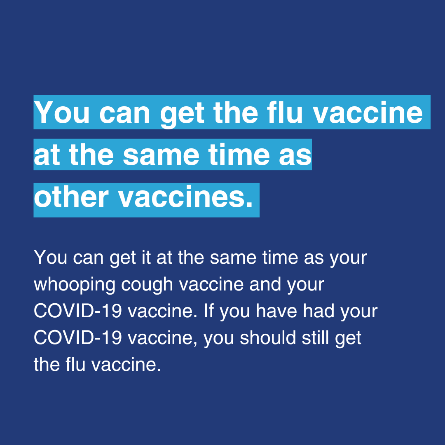 You can get the flu vaccine
at the same time as
other vaccines.
You can get it at the same time as your
whooping cough vaccine and your
COVID-19 vaccine. If you have had your
COVID-19 vaccine, you should still get
the flu vaccine.